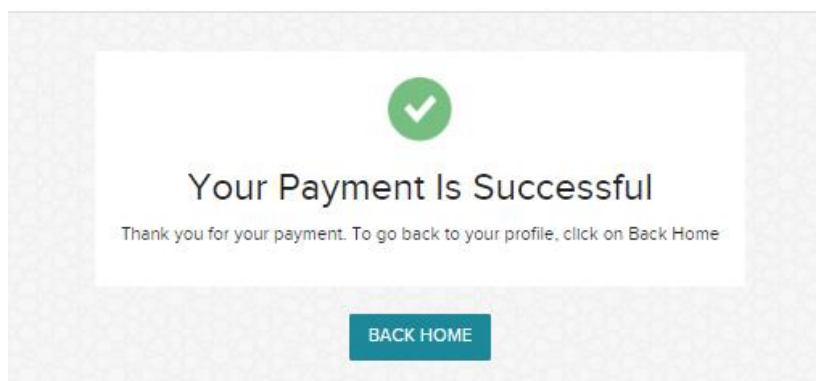 Your Payment Is Successful
Thank you for your payment. To go back to your profile, click on Back Home
BACK HOME